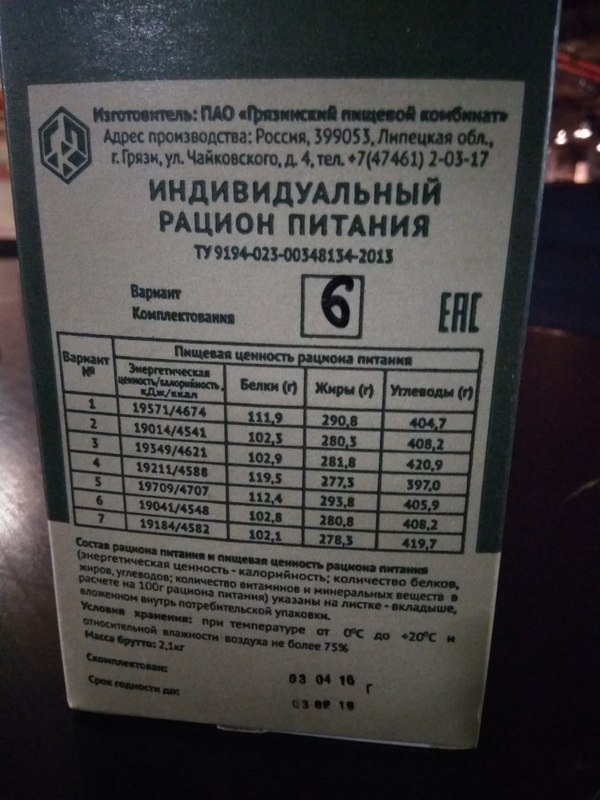 Изготовитель: ПАО «Грязинский пищевой комбинат»
Адрес производства: Россия, 399053, Липецкая обл.,
г. Грязи, ул. Чайковского, д. 4, тел. +7(47461) 2-03-17
ИНДИВИДУАЛЬНЫЙ
РАЦИОН ПИТАНИЯ
ТУ 9194-023-00348134-2013
Вариант
Комплектования
6
ЕАС
Вариант №
Пищевая ценность рациона питания
Энергетическая ценность/калорийность, кДж/ккал
Белки (г) Жиры (г) Углеводы (г)
1 19571/4674 111,9 290,8 404,7
2 19014/4541 102,3 280,3 408,2
3 19349/4621 102,9 281,8 420,9
4 19211/4588 119,5 277,3 397,0
5 19709/4707 112,4 293,8 405,9
6 19041/4548 102,8 280,8 408,2
7 19184/4582 102,1 278,3 419,7
Состав рациона питания и пищевая ценность рациона питания
(энергетическая ценность - калорийность; количество белков,
жиров, углеводов; количество витаминов и минеральных веществ в
расчете на 100г рациона питания) указаны на листке - вкладыше,
вложенном внутрь потребительской упаковки.
Условия хранения: при температуре от 0°С до +20°С и
относительной влажности воздуха не более 75%
Масса брутто: 2,1кг
Скомплектован: 03 04 16 г
Срок годности до: